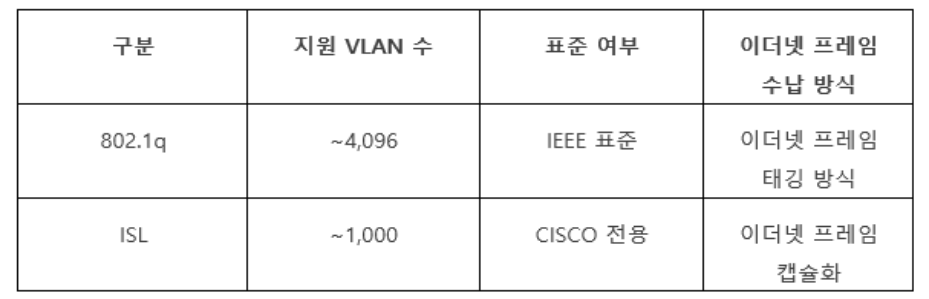 구분
지원 VLAN 수
표준 여부
이더넷 프레임
수납 방식
802.1q
~4,096
IEEE 표준
이더넷 프레임
태깅 방식
ISL
~1,000
CISCO 전용
이더넷 프레임
캡슐화